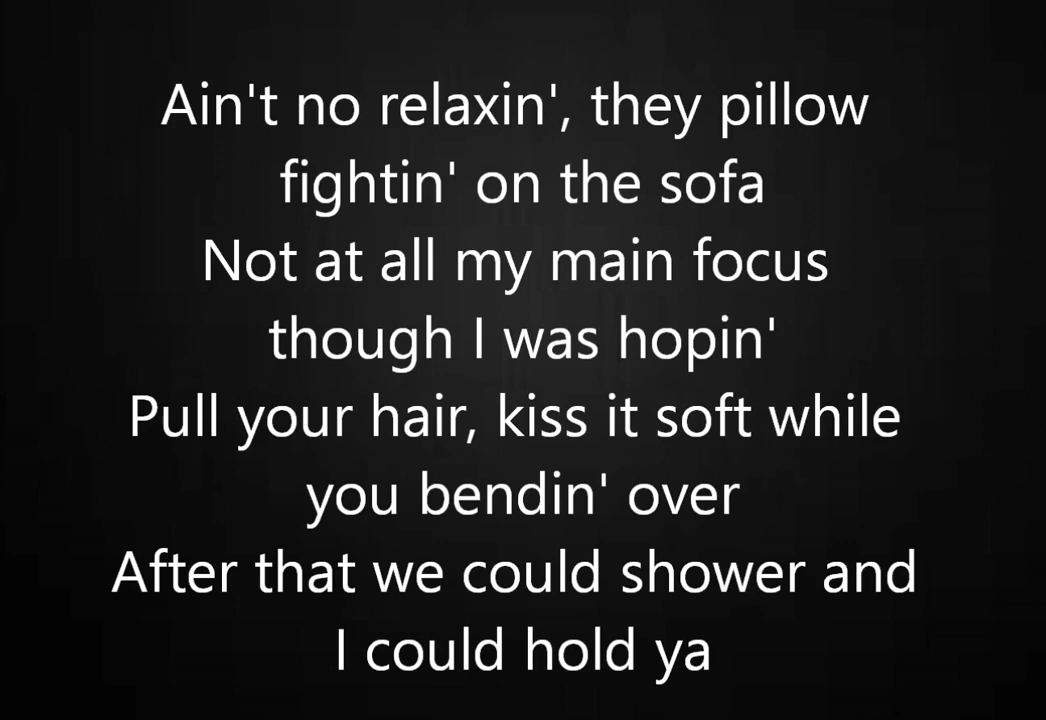 Ain't no relaxin', they pillow
fightin' on the sofa
Not at all my main focus
though I was hopin'
Pull your hair, kiss it soft while
you bendin' over
After that we could shower and
I could hold ya